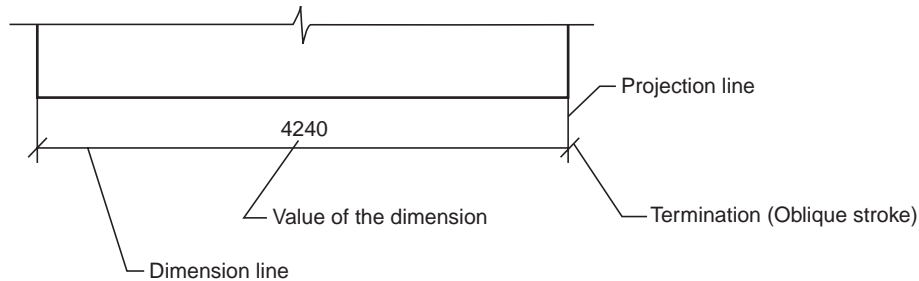 Projection line
4240
Value of the dimension
Termination (Oblique stroke)
Dimension line